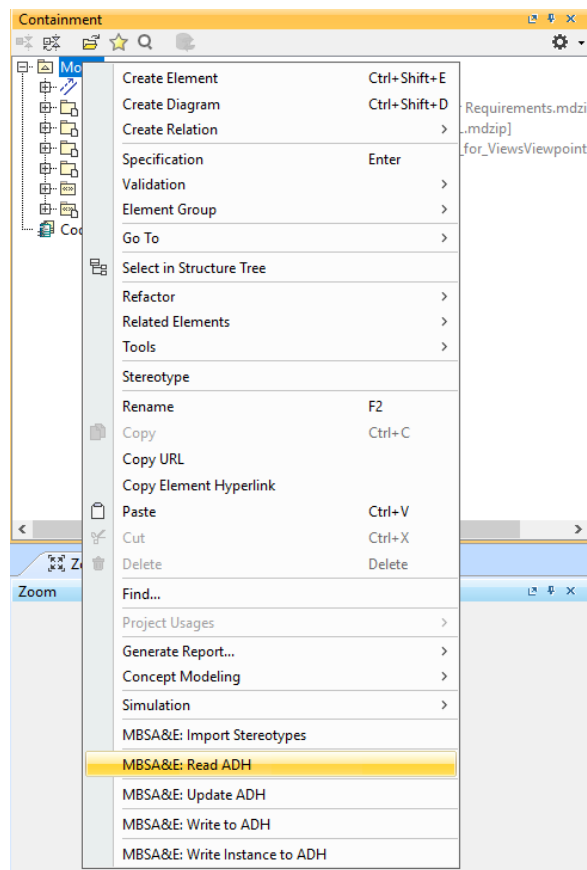 Containment
Mo
Create Element Ctrl+Shift+E
Create Diagram Ctrl+Shift+D
Requirements.mdzi
Create Relation
.mdzip]
Specification Enter
_for_ViewsViewpoint
Validation
Element Group
Go To
Coc
Select in Structure Tree
Refactor
Related Elements
Tools
Stereotype
Rename F2
Copy Ctrl+C
Copy URL
Copy Element Hyperlink
Paste Ctrl+V
Cut Ctrl+X
Delete Delete
Zoom
Find...
Project Usages
Generate Report...
Concept Modeling
Simulation
MBSA&E: Import Stereotypes
MBSA&E: Read ADH
MBSA&E: Update ADH
MBSA&E: Write to ADH
MBSA&E: Write Instance to ADH